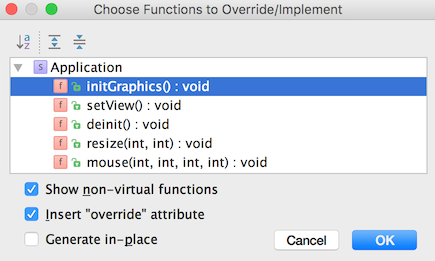 Choose Functions to Override/Implement
a
z
S Application
f initGraphics() : void
f setView() : void
f deinit() : void
f resize(int, int) : void
f mouse(int, int, int, int) : void
Show non-virtual functions
Insert "override" attribute
Generate in-place
Cancel OK